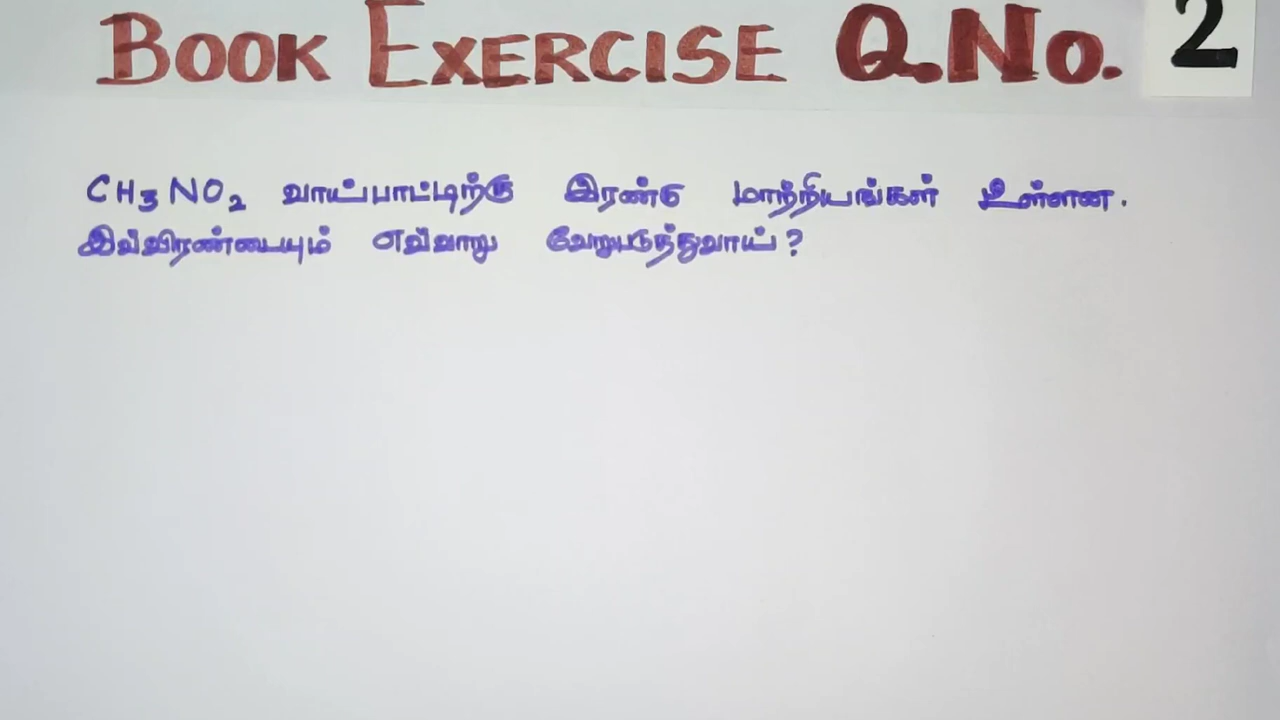 BOOK EXERCISE Q.No. 2
CH₃NO₂ வாய்பாட்டிற்கு இரண்டு மாற்றியங்கள் உள்ளன.
இவ்விரண்டையும் எவ்வாறு வேறுபடுத்துவாய்?